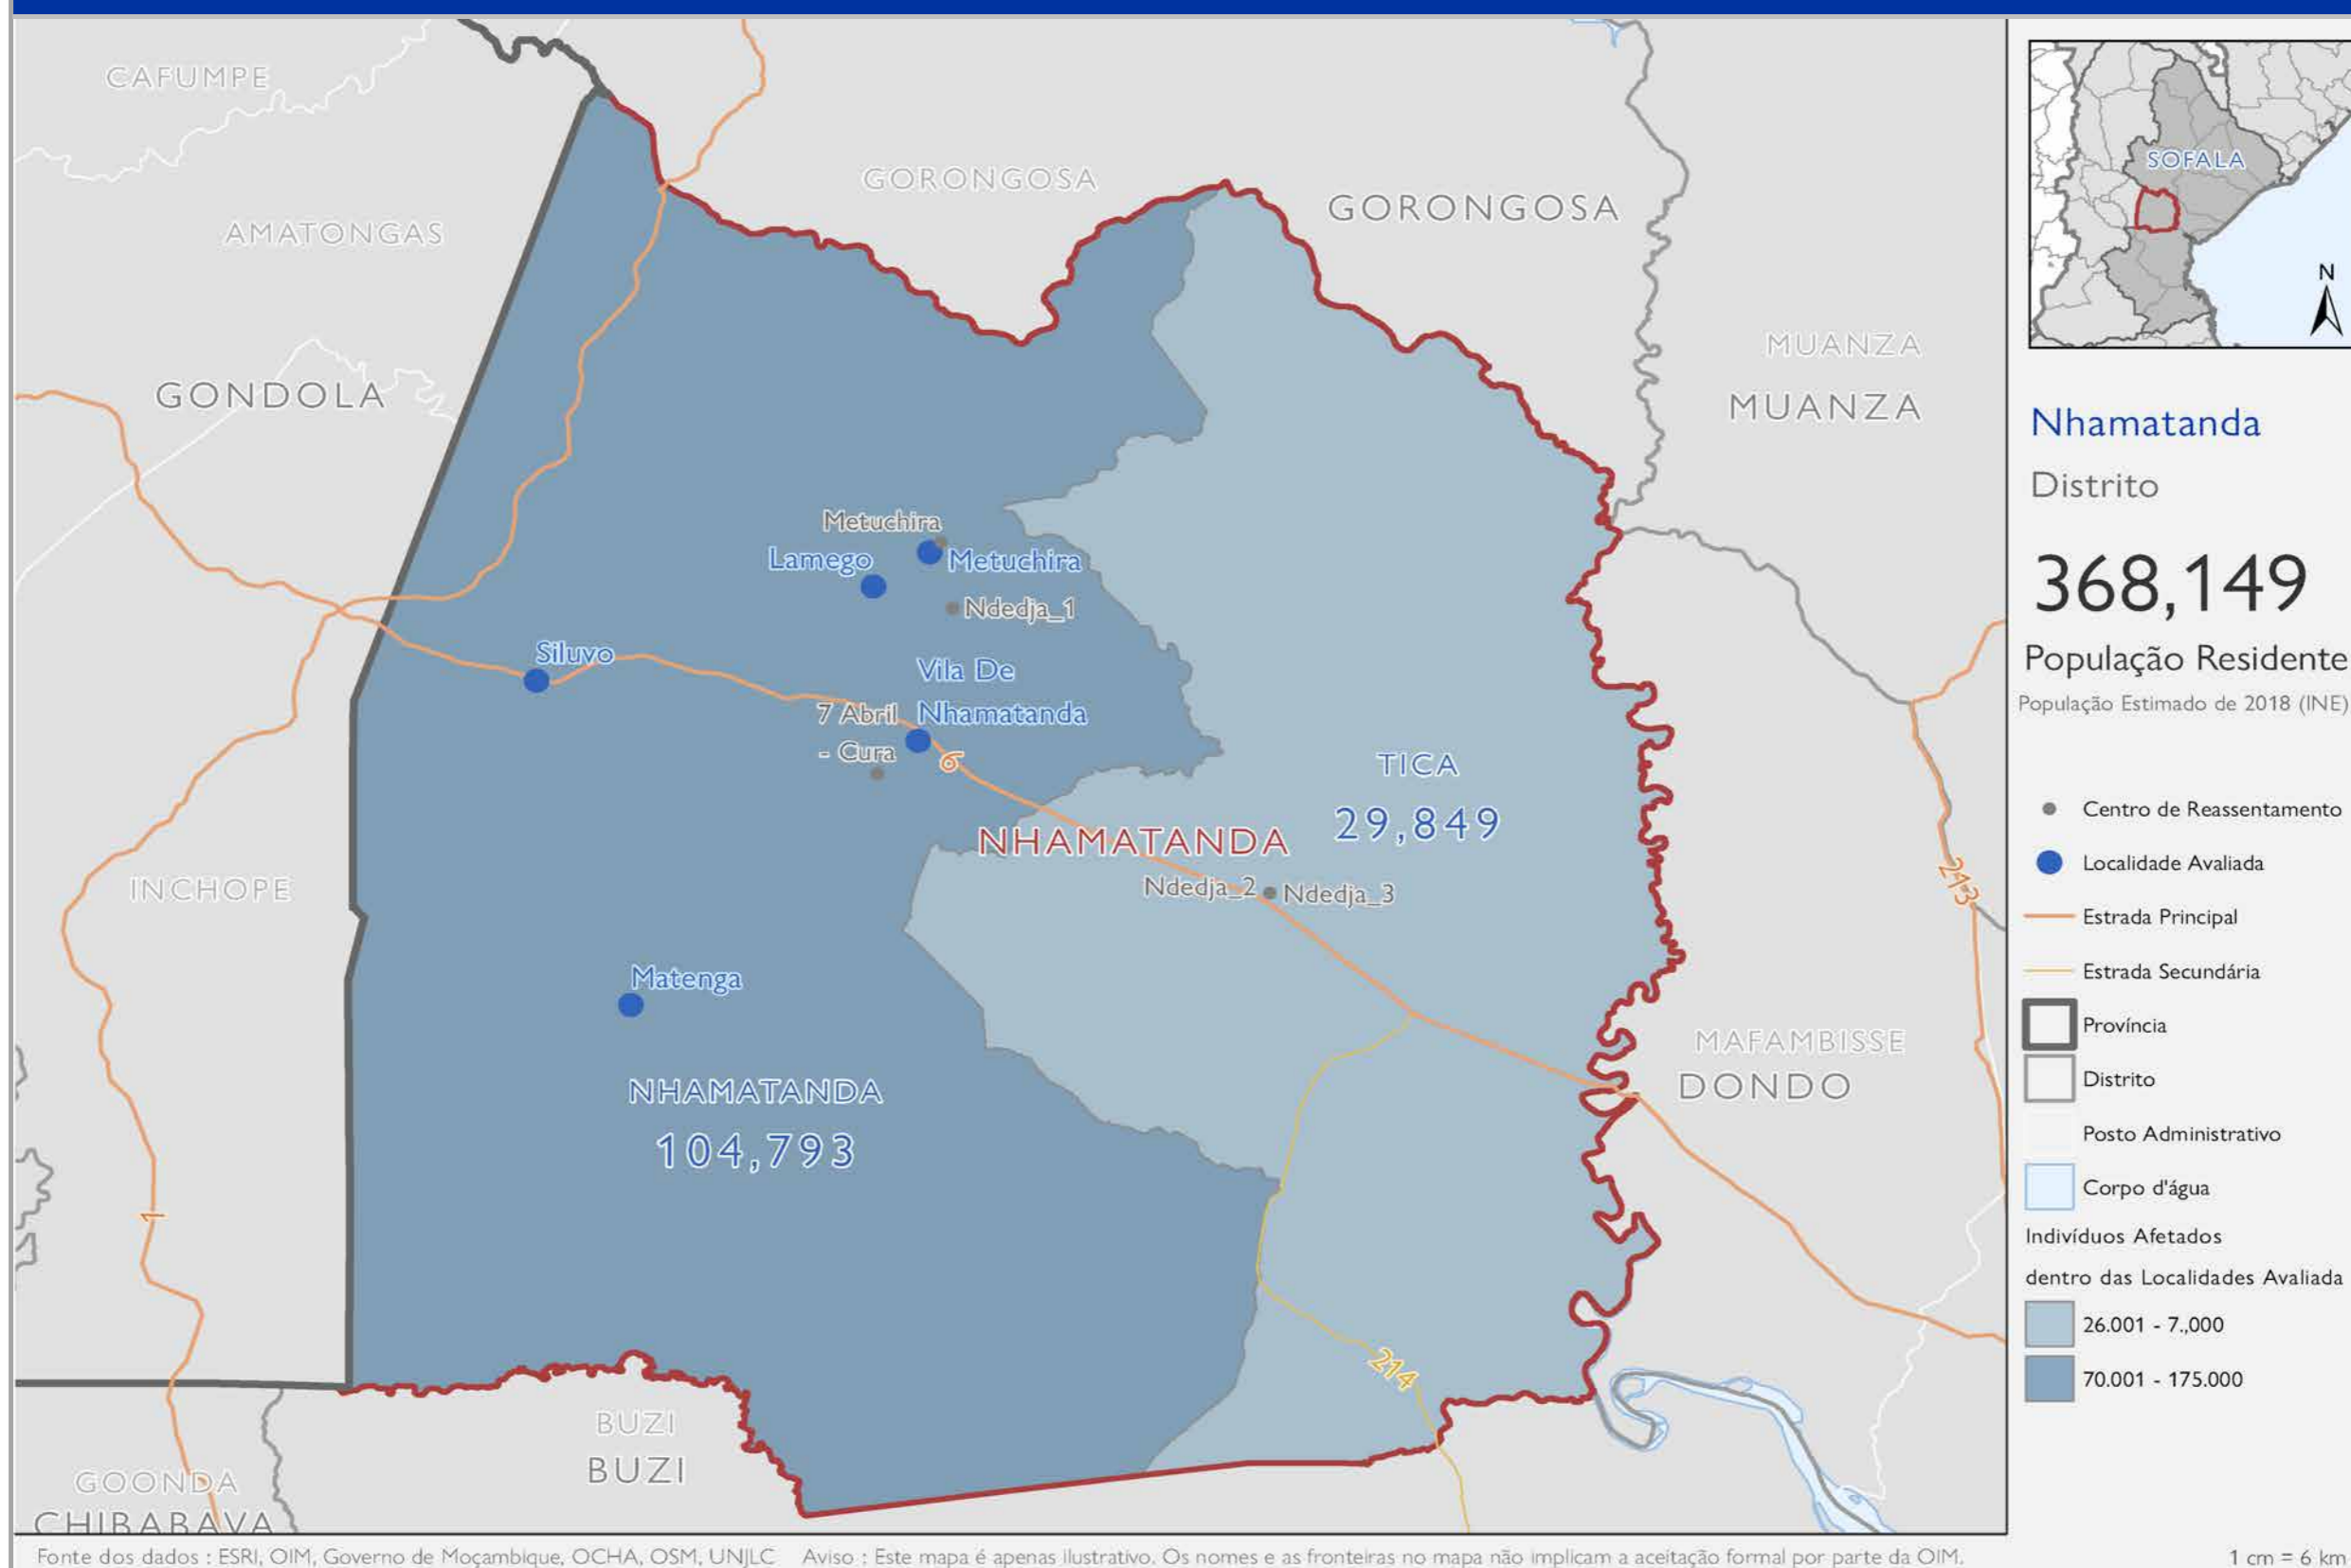 CAFUMPE
AMATONGAS
GONDOLA
GORONGOSA
GORONGOSA
MUANZA
MUANZA
Metuchira
Lamego
Metuchira
Ndedja_1
Siluvo
Vila De
Nhamatanda
7 Abril
- Cura
6
TICA
29,849
NHAMATANDA
Ndedja_2
Ndedja_3
INCHOPE
Matenga
NHAMATANDA
104,793
MAFAMBISSE
DONDO
213
1
214
BUZI
BUZI
GOONDA
CHIBABAVA
SOFALA
N
Nhamatanda
Distrito
368,149
População Residente
População Estimado de 2018 (INE)
Centro de Reassentamento
Localidade Avaliada
Estrada Principal
Estrada Secundária
Província
Distrito
Posto Administrativo
Corpo d'água
Indivíduos Afetados
dentro das Localidades Avaliada
26.001 - 7.,000
70.001 - 175.000
Fonte dos dados : ESRI, OIM, Governo de Moçambique, OCHA, OSM, UNJLC Aviso : Este mapa é apenas ilustrativo. Os nomes e as fronteiras no mapa não implicam a aceitação formal por parte da OIM.
1 cm = 6 km